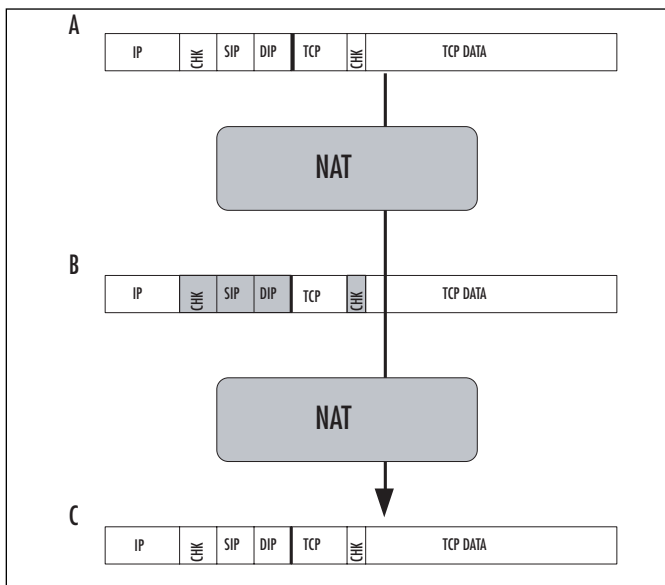 A
IP CHK SIP DIP TCP CHK TCP DATA
NAT
B
IP CHK SIP DIP TCP CHK TCP DATA
NAT
C
IP CHK SIP DIP TCP CHK TCP DATA